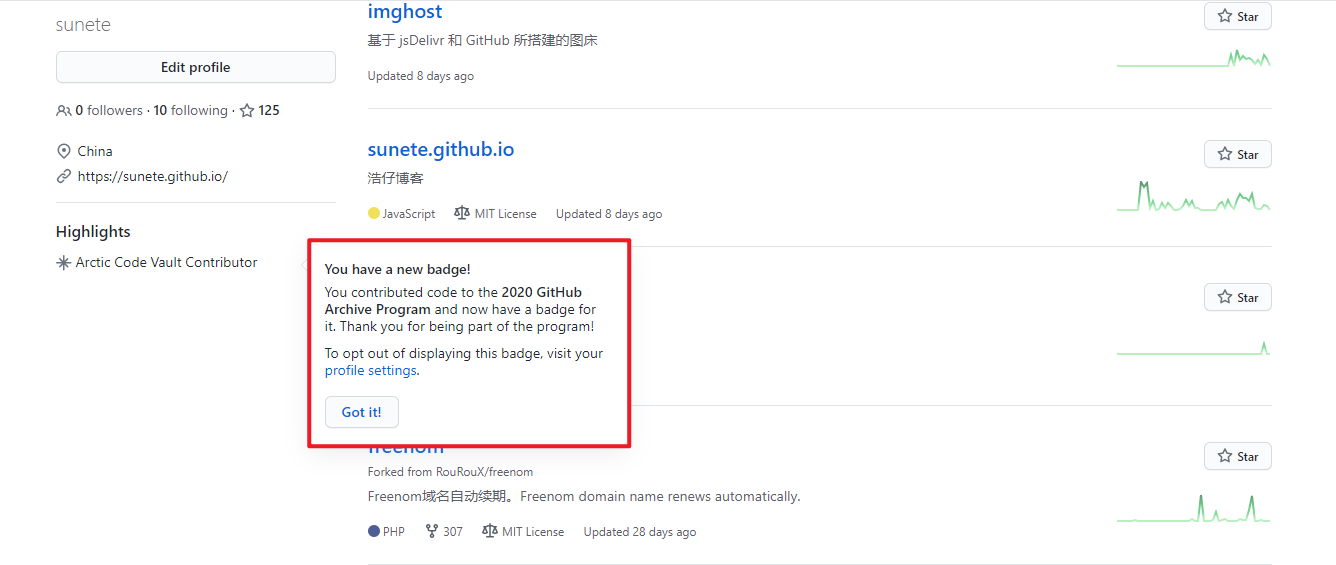 sunete
Edit profile
0 followers · 10 following · 125
China
https://sunete.github.io/
Highlights
Arctic Code Vault Contributor
imghost
Star
基于 jsDelivr 和 GitHub 所搭建的图床
Updated 8 days ago
sunete.github.io
Star
浩仔博客
JavaScript MIT License Updated 8 days ago
You have a new badge!
You contributed code to the 2020 GitHub
Archive Program and now have a badge for
it. Thank you for being part of the program!
To opt out of displaying this badge, visit your
profile settings.
Got it!
Star
freenom
Star
Forked from RouRouX/freenom
Freenom域名自动续期。Freenom domain name renews automatically.
PHP 307 MIT License Updated 28 days ago